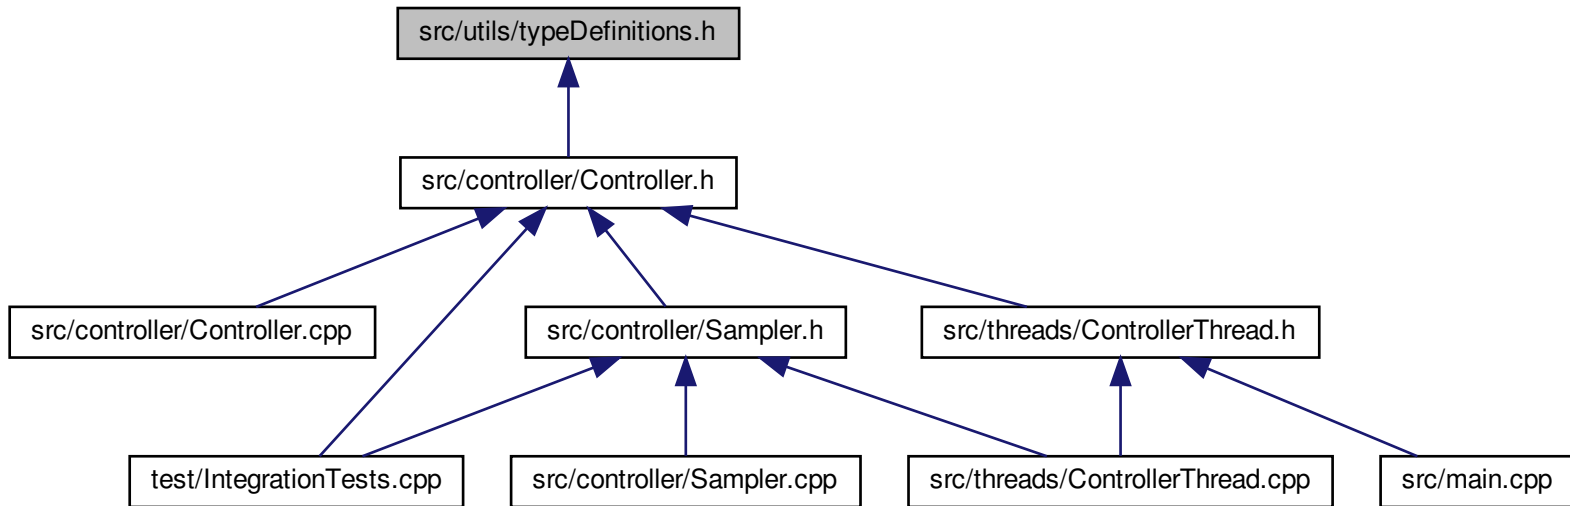 src/utils/typeDefinitions.h
src/controller/Controller.h
src/controller/Controller.cpp
src/controller/Sampler.h
src/threads/ControllerThread.h
test/IntegrationTests.cpp
src/controller/Sampler.cpp
src/threads/ControllerThread.cpp
src/main.cpp